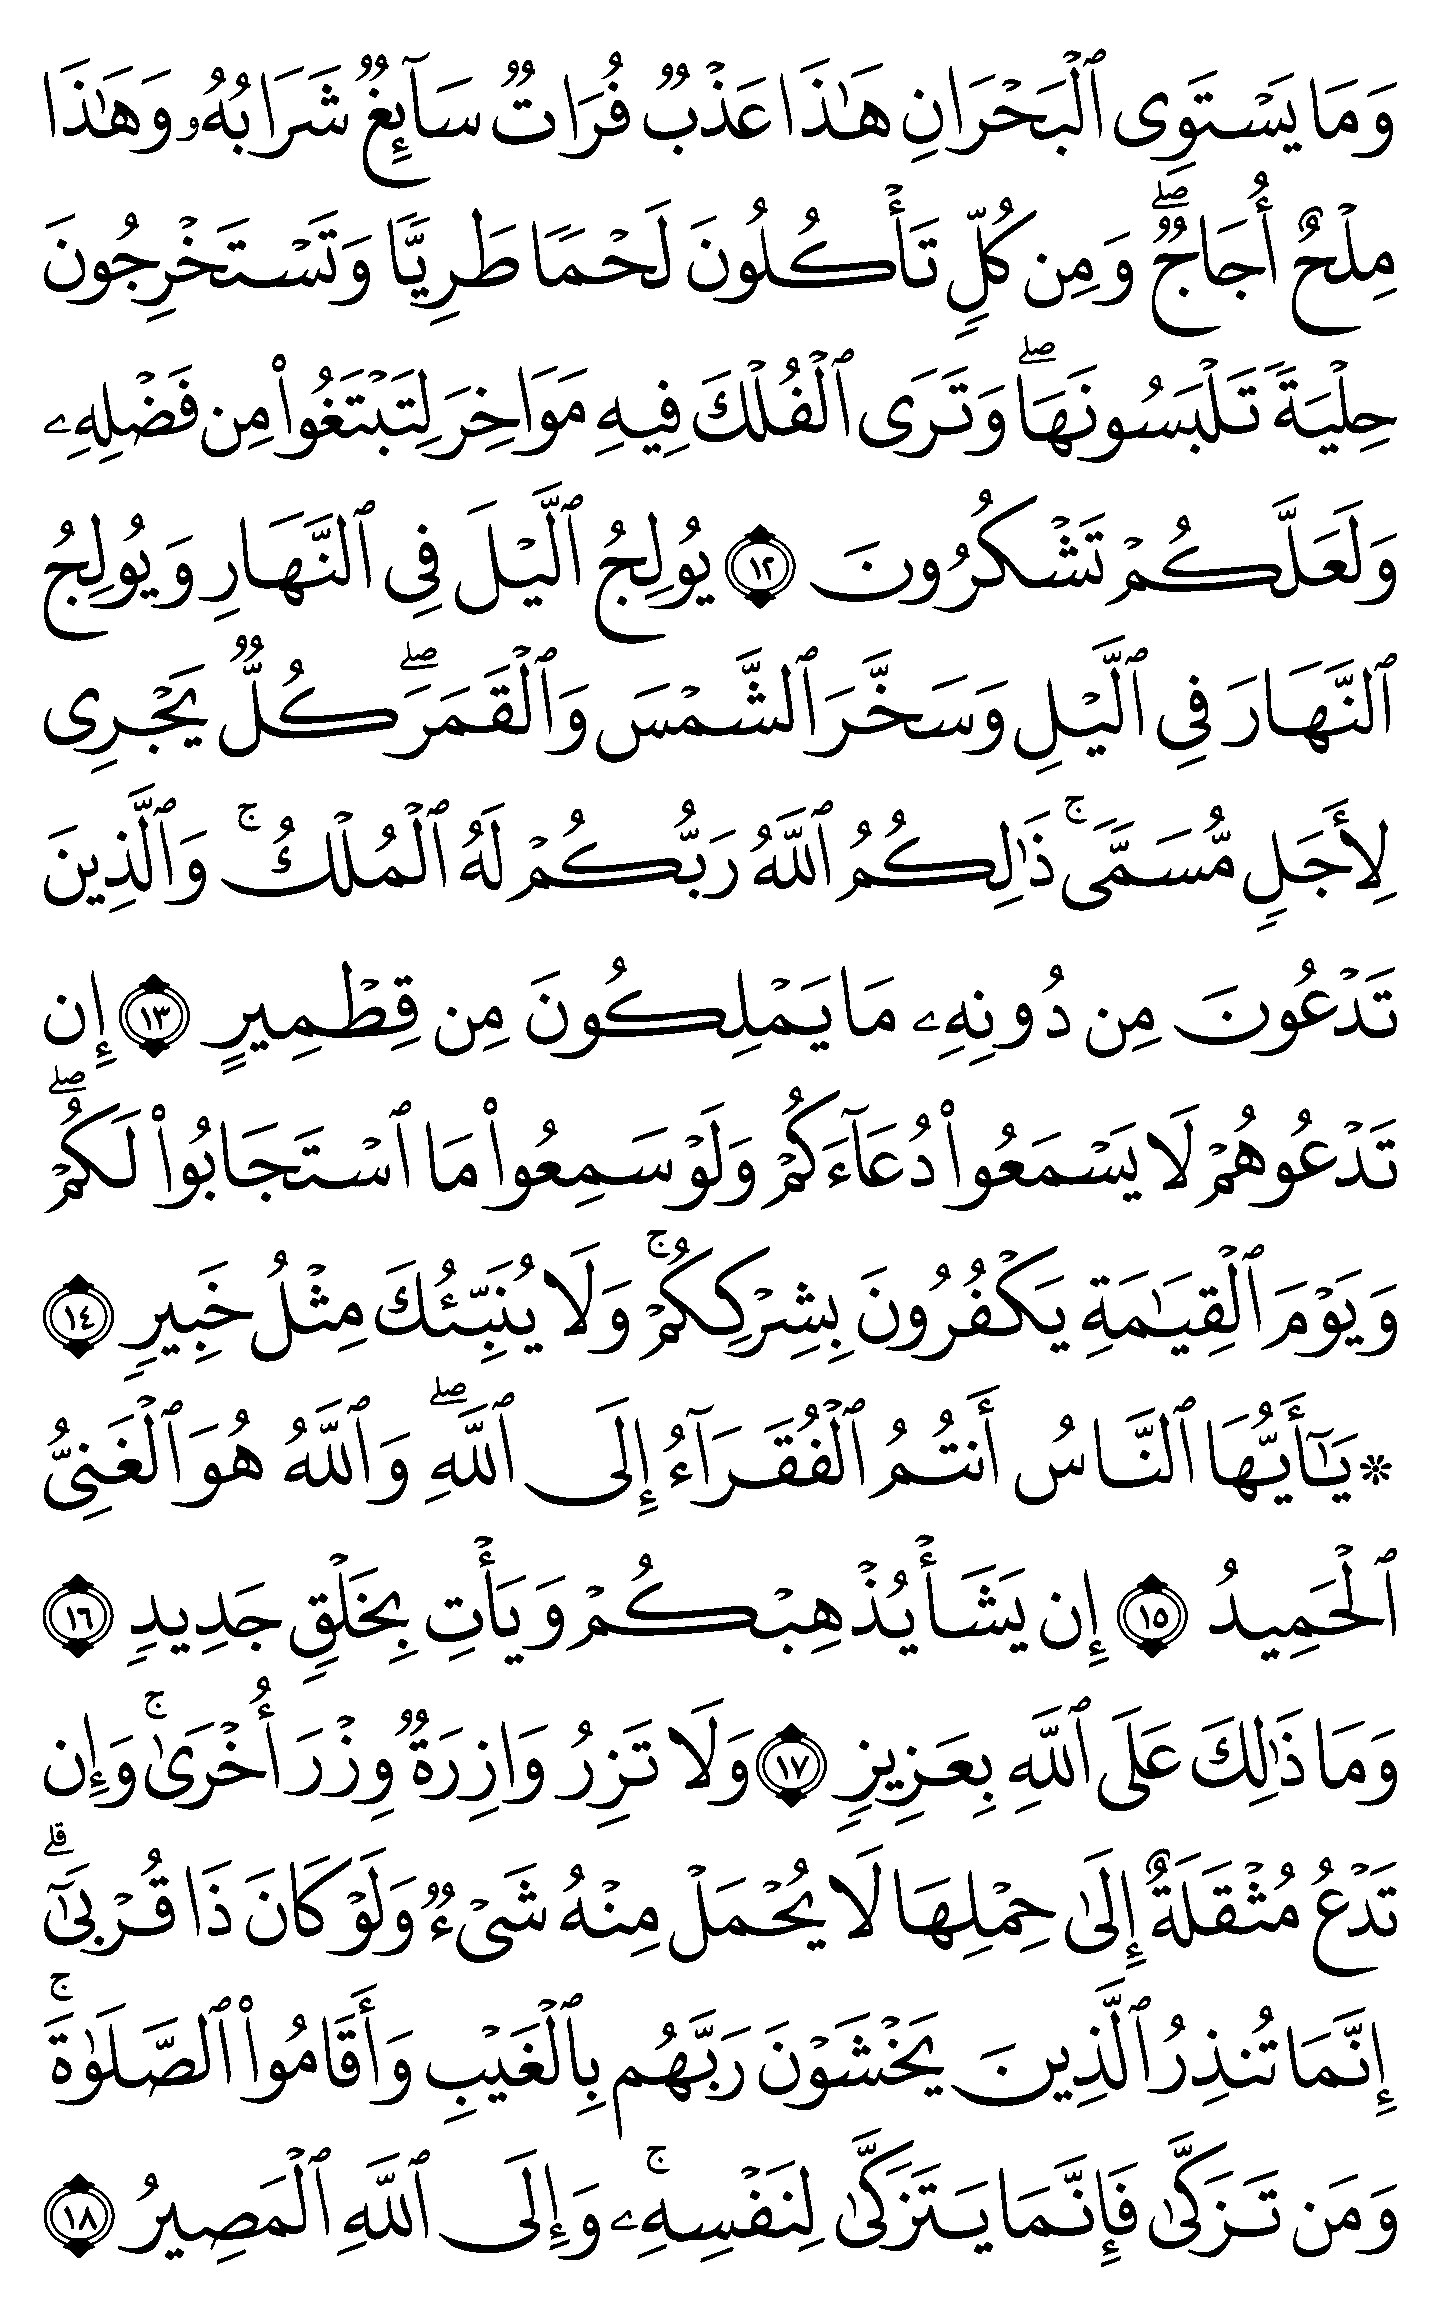 وَمَا يَسْتَوِى ٱلْبَحْرَانِ هَٰذَا عَذْبٌ فُرَاتٌ سَآئِغٌ شَرَابُهُۥ وَهَٰذَا
مِلْحٌ أُجَاجٌ ۖ وَمِن كُلٍّ تَأْكُلُونَ لَحْمًا طَرِيًّا وَتَسْتَخْرِجُونَ
حِلْيَةً تَلْبَسُونَهَا ۖ وَتَرَى ٱلْفُلْكَ فِيهِ مَوَاخِرَ لِتَبْتَغُوا۟ مِن فَضْلِهِۦ
وَلَعَلَّكُمْ تَشْكُرُونَ ١٢ يُولِجُ ٱلَّيْلَ فِى ٱلنَّهَارِ وَيُولِجُ
ٱلنَّهَارَ فِى ٱلَّيْلِ وَسَخَّرَ ٱلشَّمْسَ وَٱلْقَمَرَ ۖ كُلٌّ يَجْرِى
لِأَجَلٍ مُّسَمًّى ۚ ذَٰلِكُمُ ٱللَّهُ رَبُّكُمْ لَهُ ٱلْمُلْكُ ۚ وَٱلَّذِينَ
تَدْعُونَ مِن دُونِهِۦ مَا يَمْلِكُونَ مِن قِطْمِيرٍ ١٣ إِن
تَدْعُوهُمْ لَا يَسْمَعُوا۟ دُعَآءَكُمْ وَلَوْ سَمِعُوا۟ مَا ٱسْتَجَابُوا۟ لَكُمْ ۖ
وَيَوْمَ ٱلْقِيَٰمَةِ يَكْفُرُونَ بِشِرْكِكُمْ ۚ وَلَا يُنَبِّئُكَ مِثْلُ خَبِيرٍ ١٤
۞ يَٰٓأَيُّهَا ٱلنَّاسُ أَنتُمُ ٱلْفُقَرَآءُ إِلَى ٱللَّهِ ۖ وَٱللَّهُ هُوَ ٱلْغَنِىُّ
ٱلْحَمِيدُ ١٥ إِن يَشَأْ يُذْهِبْكُمْ وَيَأْتِ بِخَلْقٍ جَدِيدٍ ١٦
وَمَا ذَٰلِكَ عَلَى ٱللَّهِ بِعَزِيزٍ ١٧ وَلَا تَزِرُ وَازِرَةٌ وِزْرَ أُخْرَىٰ ۚ وَإِن
تَدْعُ مُثْقَلَةٌ إِلَىٰ حِمْلِهَا لَا يُحْمَلْ مِنْهُ شَىْءٌ وَلَوْ كَانَ ذَا قُرْبَىٰٓ ۗ
إِنَّمَا تُنذِرُ ٱلَّذِينَ يَخْشَوْنَ رَبَّهُم بِٱلْغَيْبِ وَأَقَامُوا۟ ٱلصَّلَوٰةَ ۚ
وَمَن تَزَكَّىٰ فَإِنَّمَا يَتَزَكَّىٰ لِنَفْسِهِۦ ۚ وَإِلَى ٱللَّهِ ٱلْمَصِيرُ ١٨